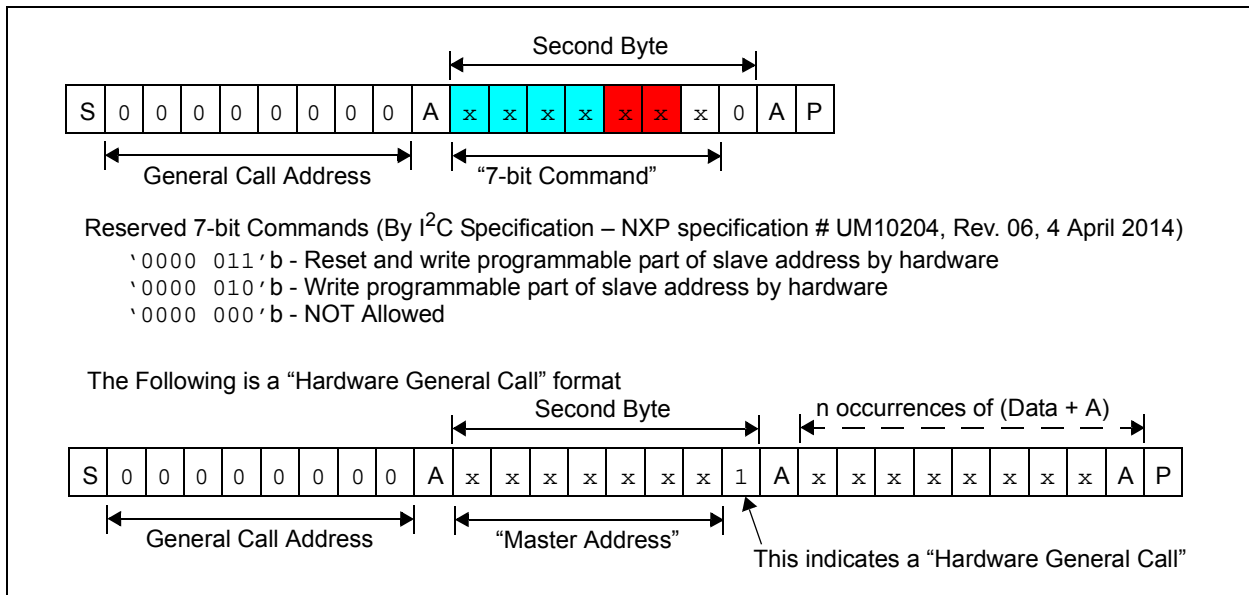 Second Byte
S 0 0 0 0 0 0 0 0 A x x x x x x x 0 A P
General Call Address “7-bit Command”
Reserved 7-bit Commands (By I²C Specification – NXP specification # UM10204, Rev. 06, 4 April 2014)
‘0000 011’b - Reset and write programmable part of slave address by hardware
‘0000 010’b - Write programmable part of slave address by hardware
‘0000 000’b - NOT Allowed
The Following is a “Hardware General Call” format
Second Byte n occurrences of (Data + A)
S 0 0 0 0 0 0 0 0 A x x x x x x x 1 A x x x x x x x x A P
General Call Address “Master Address”
This indicates a “Hardware General Call”